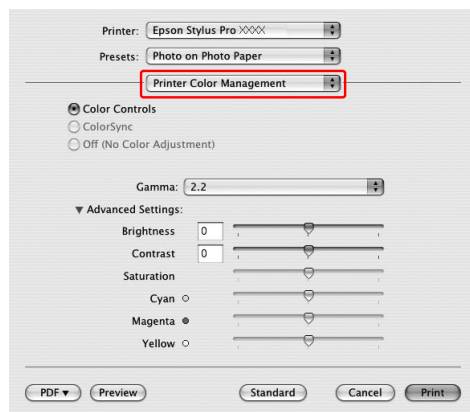 Printer: Epson Stylus Pro XXXX
Presets: Photo on Photo Paper
Printer Color Management
Color Controls
ColorSync
Off (No Color Adjustment)
Gamma: 2.2
Advanced Settings:
Brightness 0
Contrast 0
Saturation
Cyan
Magenta
Yellow
PDF Preview Standard Cancel Print